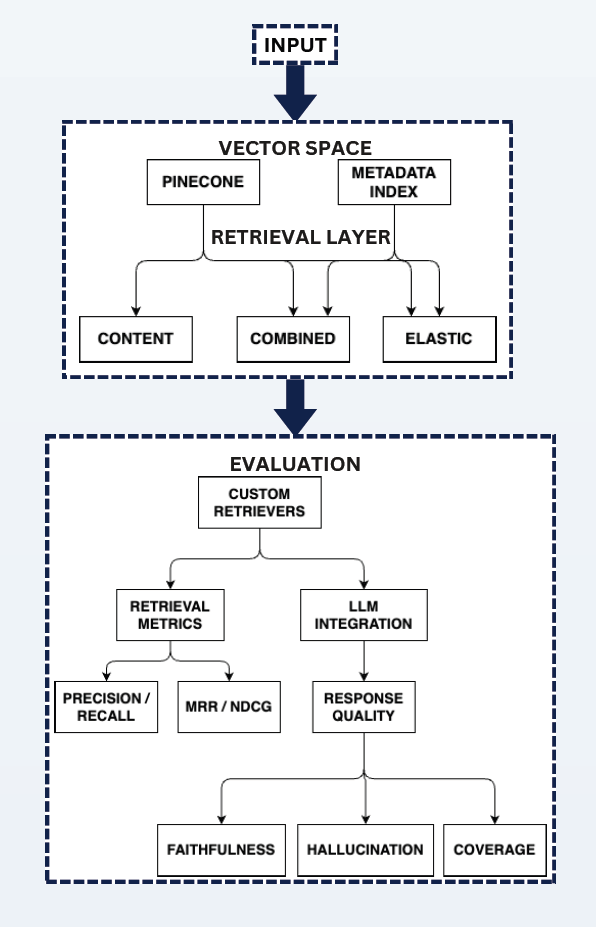 INPUT
VECTOR SPACE
PINECONE
METADATA
INDEX
RETRIEVAL LAYER
CONTENT
COMBINED
ELASTIC
EVALUATION
CUSTOM
RETRIEVERS
RETRIEVAL
METRICS
LLM
INTEGRATION
PRECISION /
RECALL
MRR / NDCG
RESPONSE
QUALITY
FAITHFULNESS
HALLUCINATION
COVERAGE